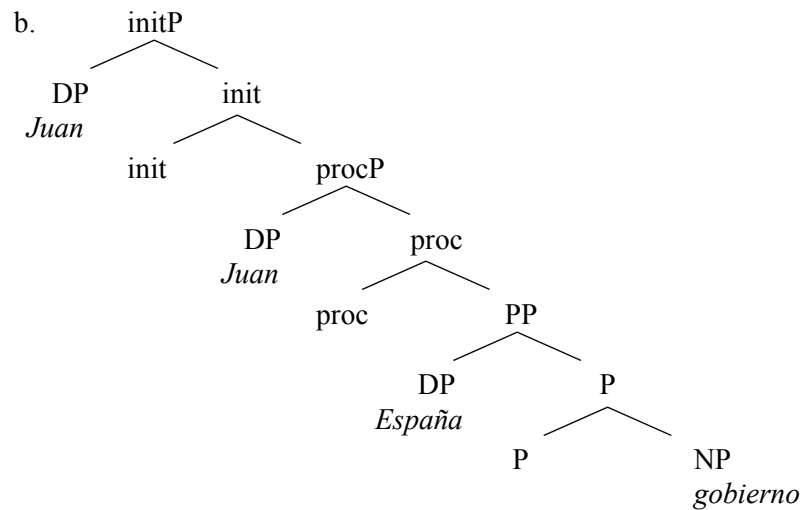 b. initP
DP init
Juan
init procP
DP proc
Juan
proc PP
DP P
España
P NP
gobierno